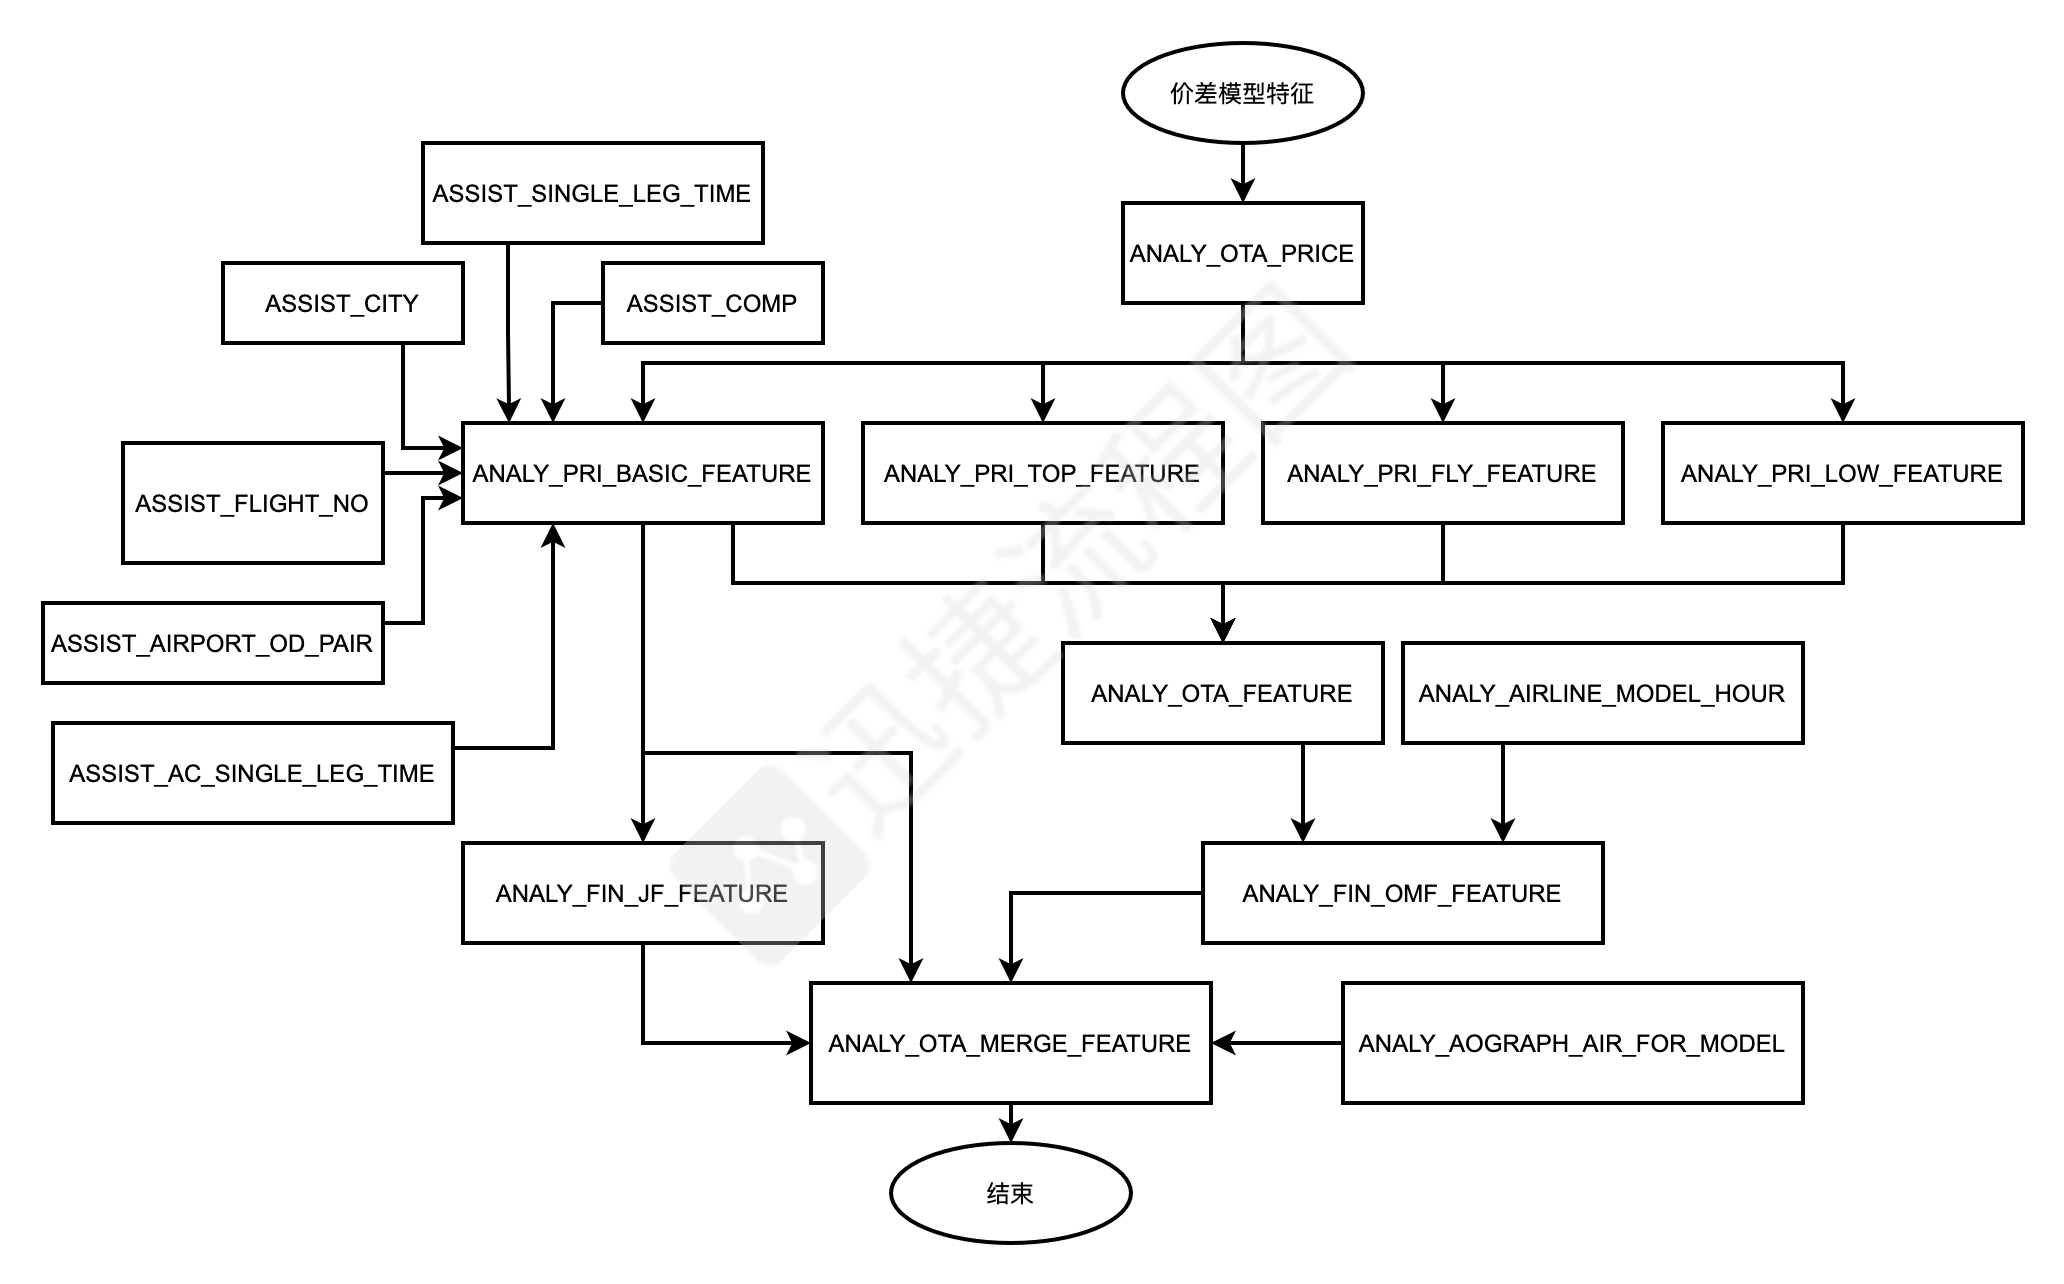 价差模型特征
ASSIST_SINGLE_LEG_TIME
ANALY_OTA_PRICE
ASSIST_CITY
ASSIST_COMP
ANALY_PRI_BASIC_FEATURE
ANALY_PRI_TOP_FEATURE
ANALY_PRI_FLY_FEATURE
ANALY_PRI_LOW_FEATURE
ASSIST_FLIGHT_NO
ASSIST_AIRPORT_OD_PAIR
ANALY_OTA_FEATURE
ANALY_AIRLINE_MODEL_HOUR
ASSIST_AC_SINGLE_LEG_TIME
ANALY_FIN_JF_FEATURE
ANALY_FIN_OMF_FEATURE
ANALY_OTA_MERGE_FEATURE
ANALY_AOGRAPH_AIR_FOR_MODEL
结束
迅捷流程图